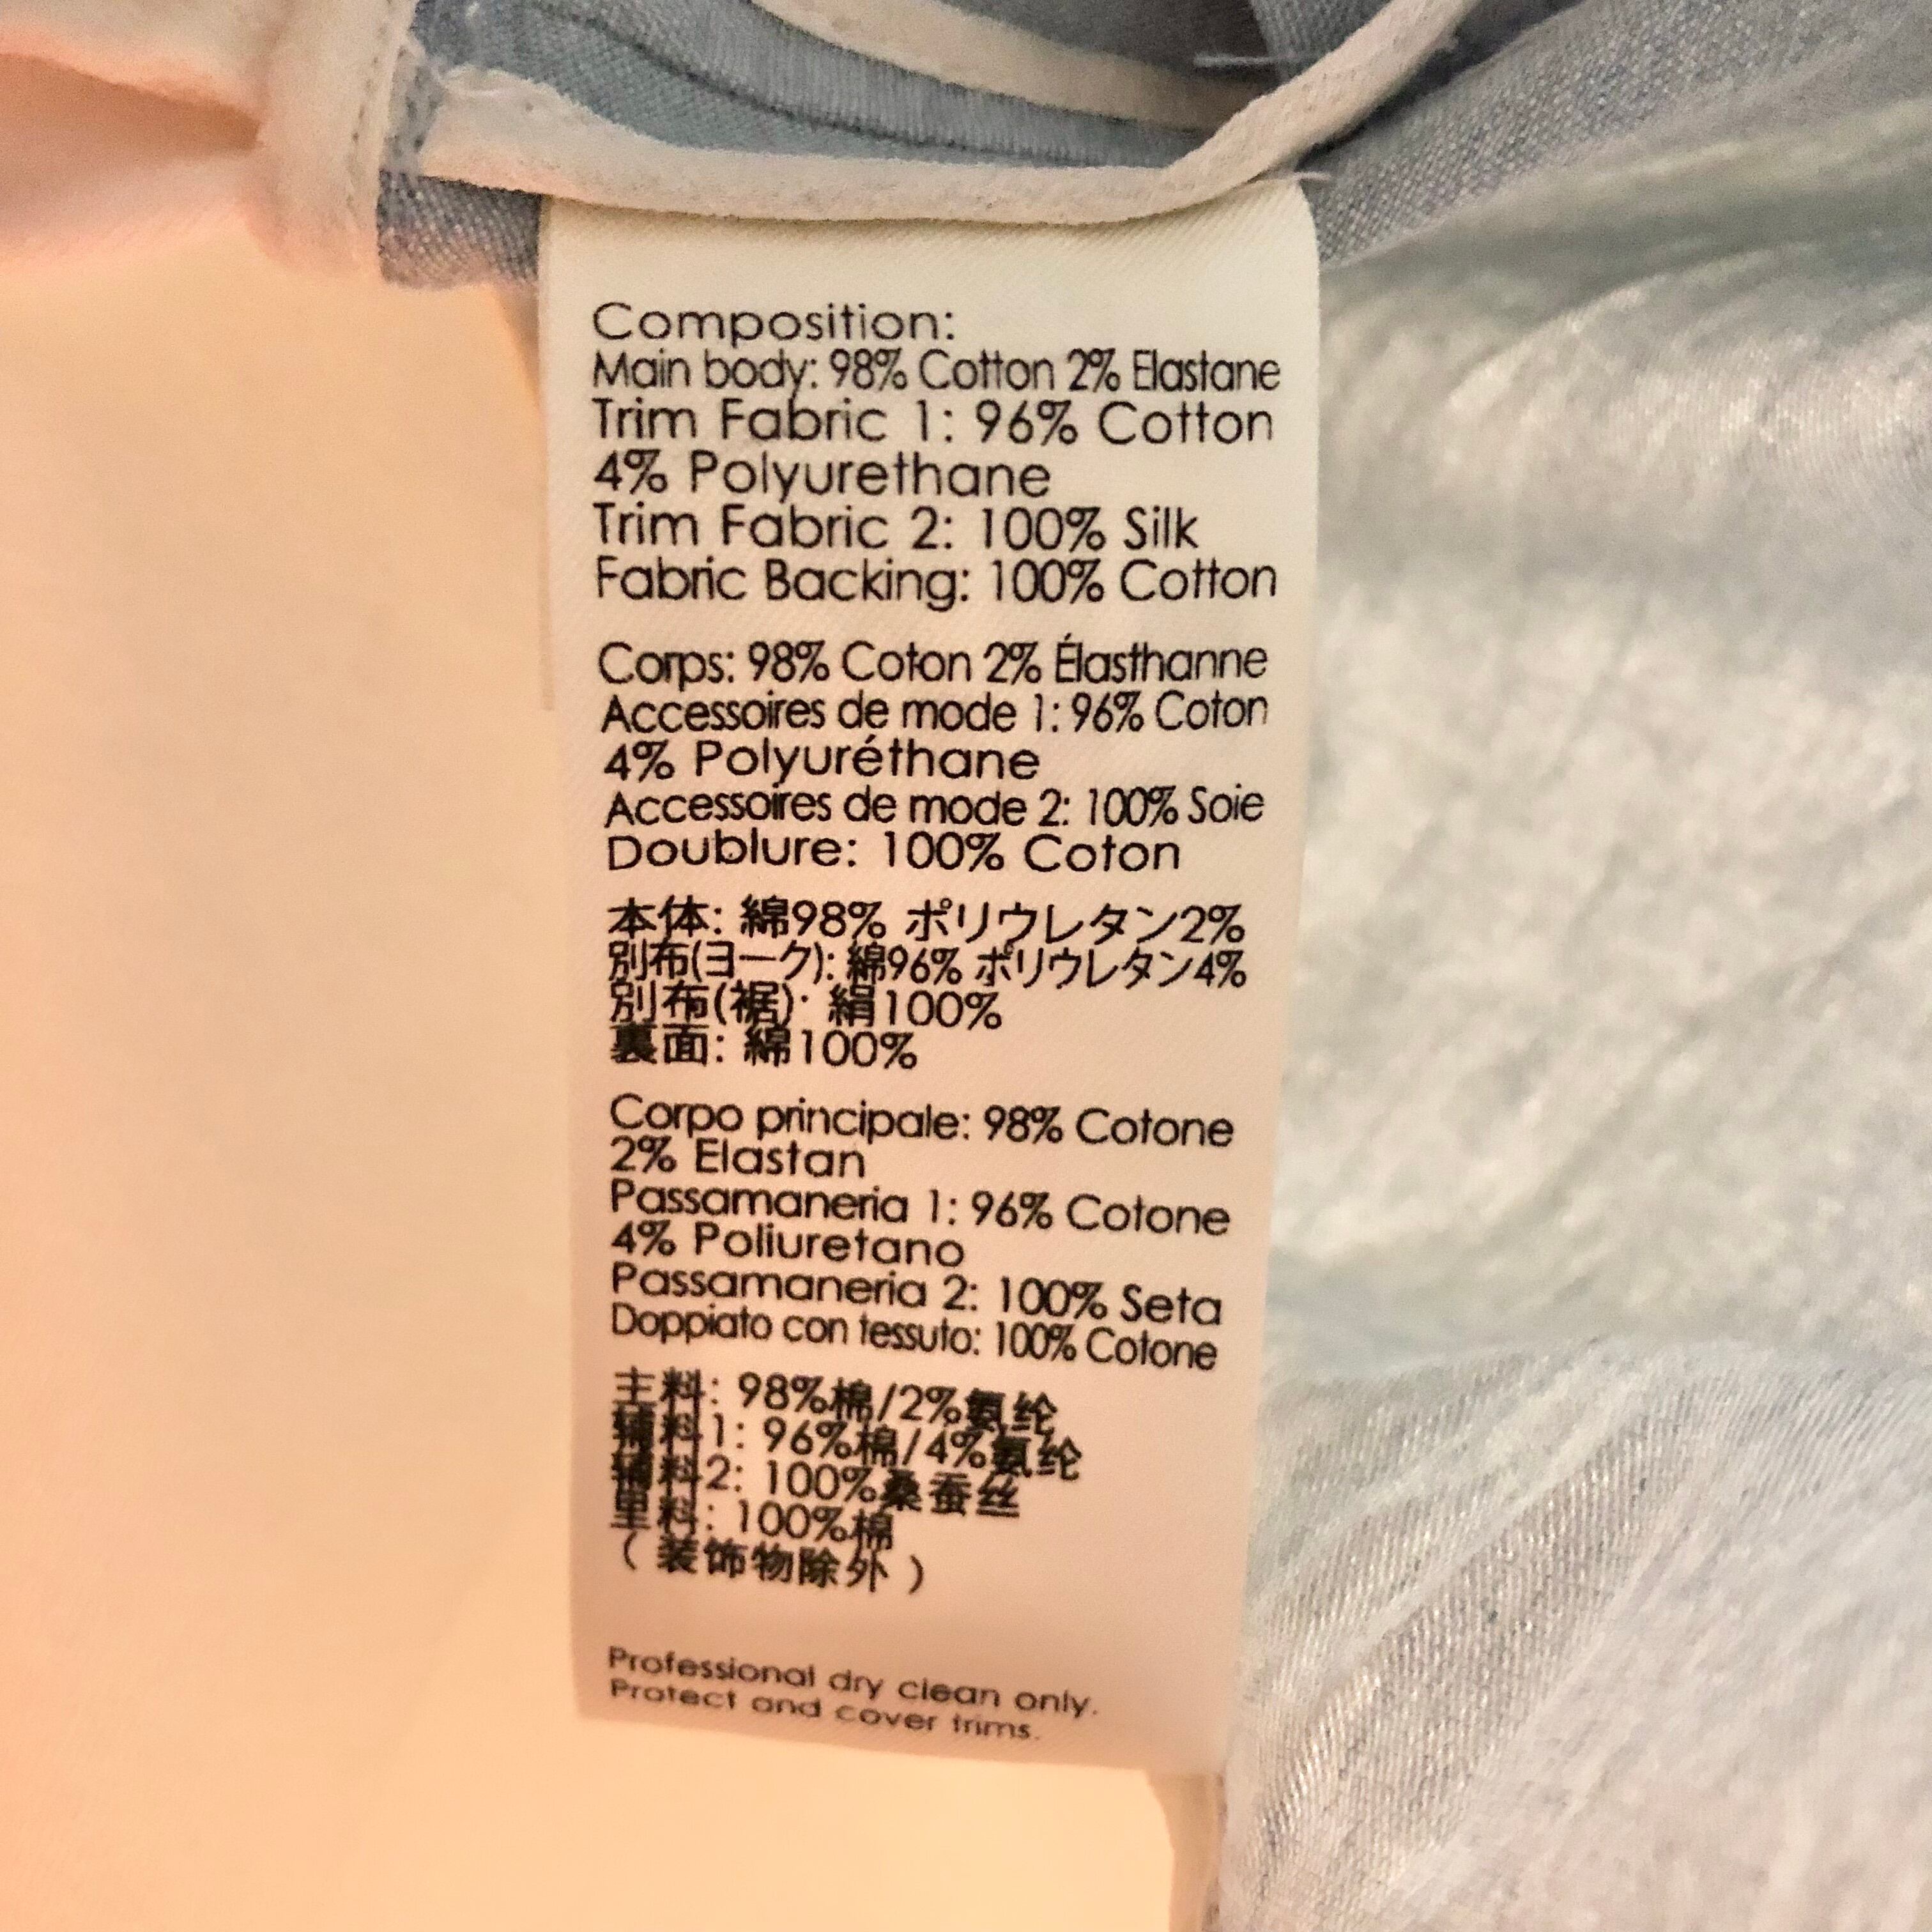 Composition:
Main body: 98% Cotton 2% Elastane
Trim Fabric 1: 96% Cotton
4% Polyurethane
Trim Fabric 2: 100% Silk
Fabric Backing: 100% Cotton
Corps: 98% Coton 2% Élasthanne
Accessoires de mode 1: 96% Coton
4% Polyuréthane
Accessoires de mode 2: 100% Soie
Doublure: 100% Coton
本体: 綿98% ポリウレタン2%
別布(ヨーク): 綿96% ポリウレタン4%
別布(裾): 絹100%
裏面: 綿100%
Corpo principale: 98% Cotone
2% Elastan
Passamaneria 1: 96% Cotone
4% Poliuretano
Passamaneria 2: 100% Seta
Doppiato con tessuto: 100% Cotone
主料: 98%棉/2%氨纶
辅料1: 96%棉/4%氨纶
辅料2: 100%桑蚕丝
里料: 100%棉
( 装饰物除外 )
Professional dry clean only.
Protect and cover trims.